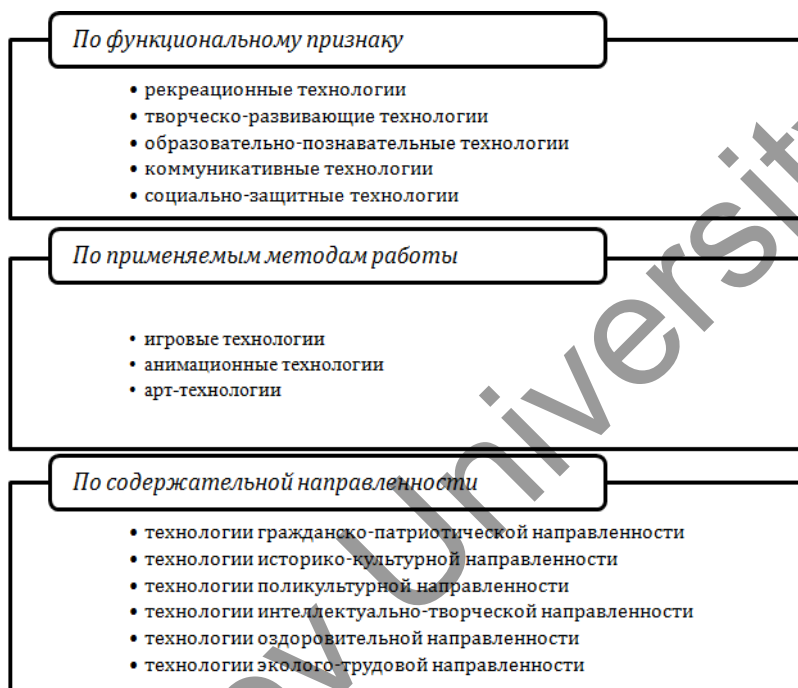 По функциональному признаку
• рекреационные технологии
• творческо-развивающие технологии
• образовательно-познавательные технологии
• коммуникативные технологии
• социально-защитные технологии
По применяемым методам работы
• игровые технологии
• анимационные технологии
• арт-технологии
По содержательной направленности
• технологии гражданско-патриотической направленности
• технологии историко-культурной направленности
• технологии поликультурной направленности
• технологии интеллектуально-творческой направленности
• технологии оздоровительной направленности
• технологии эколого-трудовой направленности
University